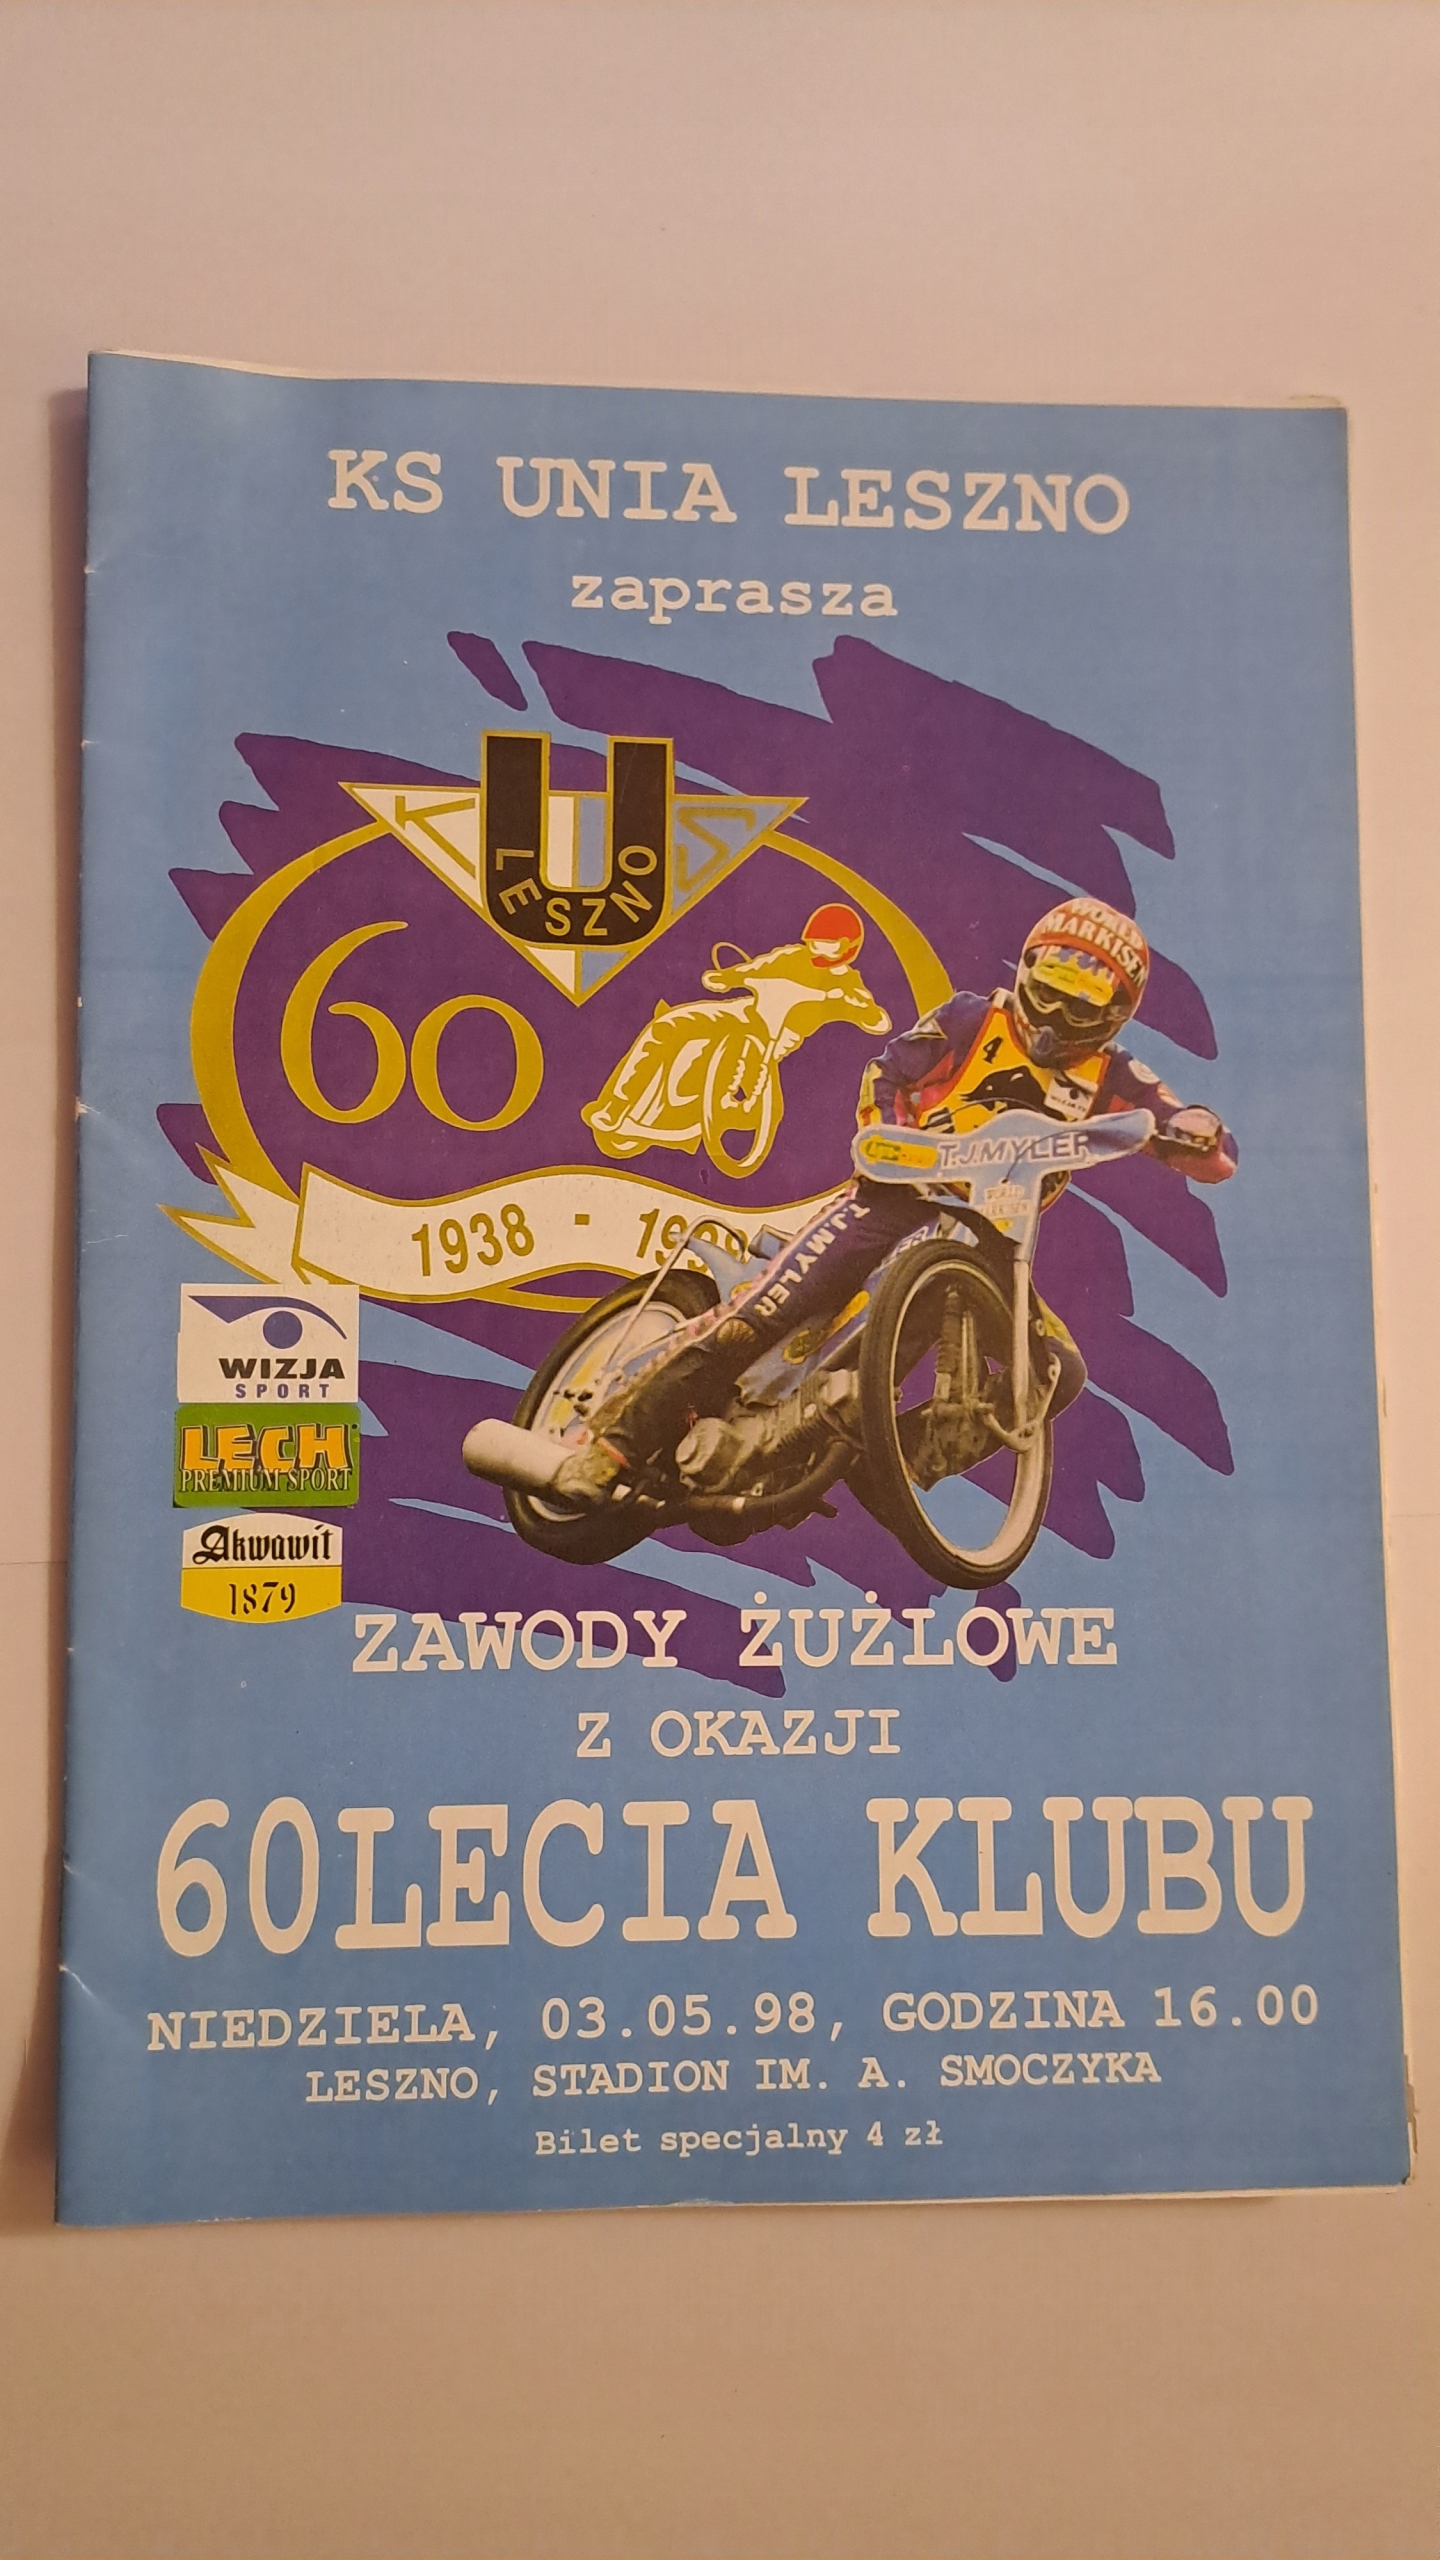 KS UNIA LESZNO
zaprasza
K U S
LESZNO
60
1938 - 1998
WORLD
MARKISEN
4
T.J.MYLER
T.J.MYLER
WIZJA
SPORT
LECH
PREMIUM SPORT
Akwawit
1879
ZAWODY ŻUŻLOWE
Z OKAZJI
60LECIA KLUBU
NIEDZIELA, 03.05.98, GODZINA 16.00
LESZNO, STADION IM. A. SMOCZYKA
Bilet specjalny 4 zł